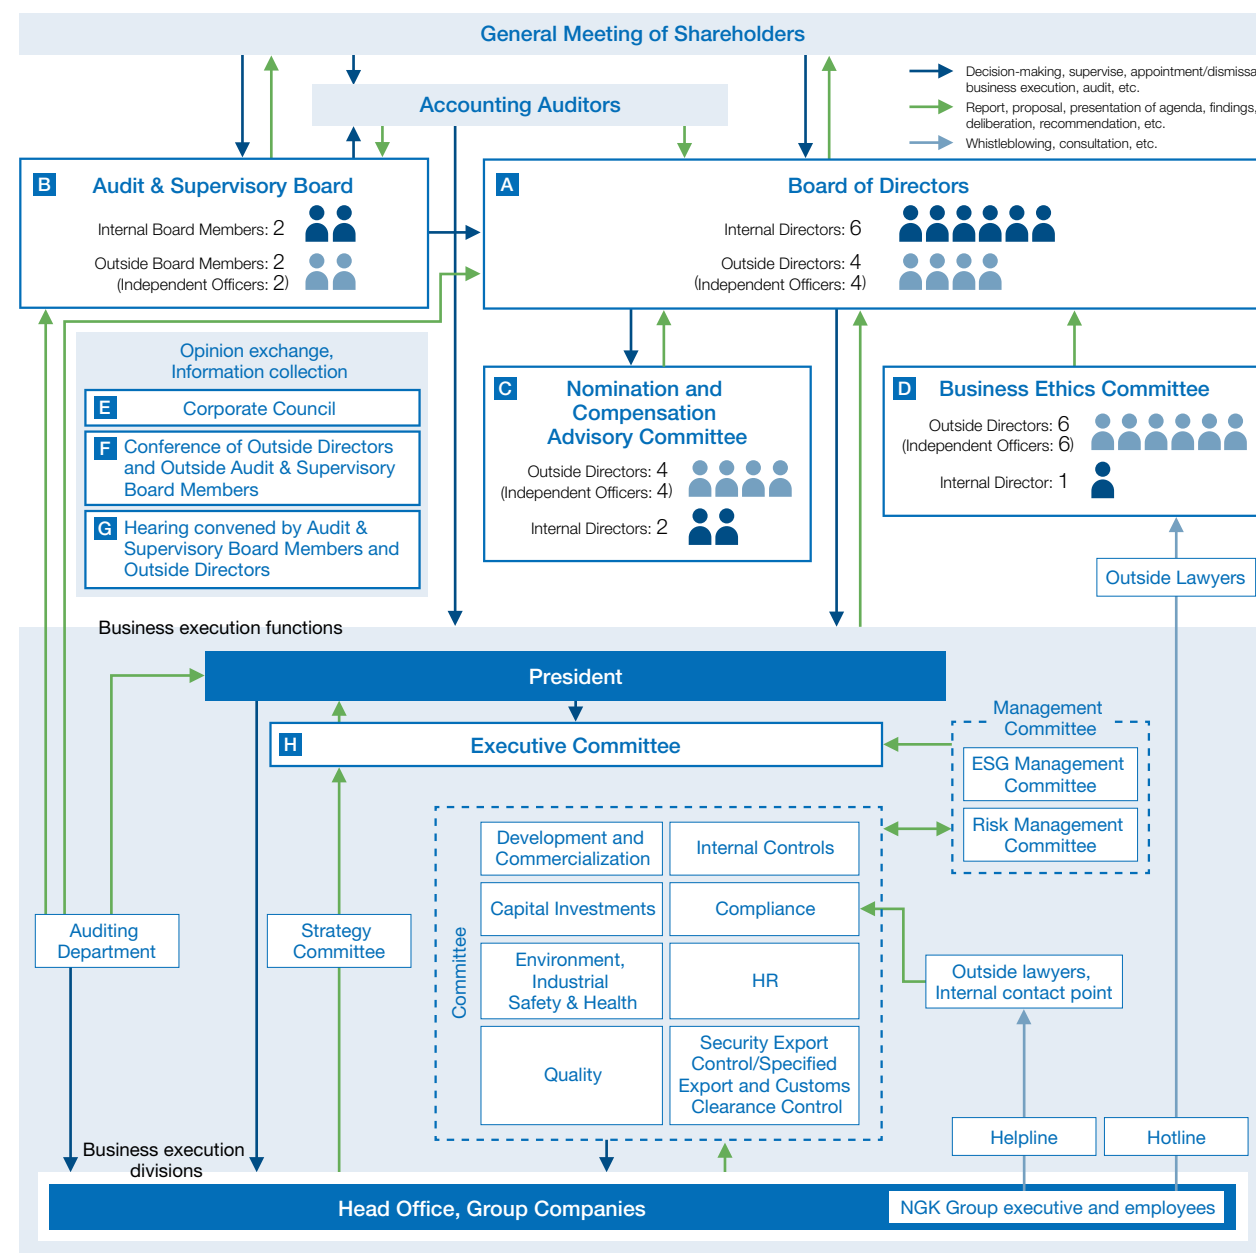 General Meeting of Shareholders
Decision-making, supervise, appointment/dismissa
business execution, audit, etc.
Report, proposal, presentation of agenda, findings,
deliberation, recommendation, etc.
Whistleblowing, consultation, etc.
Accounting Auditors
B Audit & Supervisory Board
Internal Board Members: 2
Outside Board Members: 2
(Independent Officers: 2)
A Board of Directors
Internal Directors: 6
Outside Directors: 4
(Independent Officers: 4)
Opinion exchange,
Information collection
E Corporate Council
F Conference of Outside Directors
and Outside Audit & Supervisory
Board Members
G Hearing convened by Audit &
Supervisory Board Members and
Outside Directors
C Nomination and
Compensation
Advisory Committee
Outside Directors: 4
(Independent Officers: 4)
Internal Directors: 2
D Business Ethics Committee
Outside Directors: 6
(Independent Officers: 6)
Internal Director: 1
Outside Lawyers
Business execution functions
President
H Executive Committee
Management
Committee
ESG Management
Committee
Risk Management
Committee
Committee
Development and
Commercialization
Internal Controls
Capital Investments
Compliance
Environment,
Industrial
Safety & Health
HR
Quality
Security Export
Control/Specified
Export and Customs
Clearance Control
Auditing
Department
Strategy
Committee
Outside lawyers,
Internal contact point
Helpline
Hotline
Business execution
divisions
Head Office, Group Companies
NGK Group executive and employees